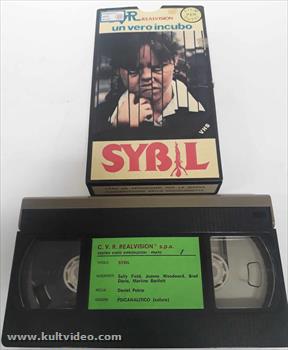 REALVISION
un vero incubo
SYBIL
VHS
C. V. R. REALVISION s.p.a.
TITOLO SYBIL
INTERPRETI Sally Field, Joanne Woodward, Brad
Davis, Martine Bartlett
REGIA Daniel Petrie
GENERE PSICANALITICO (colore)
www.kultvideo.com